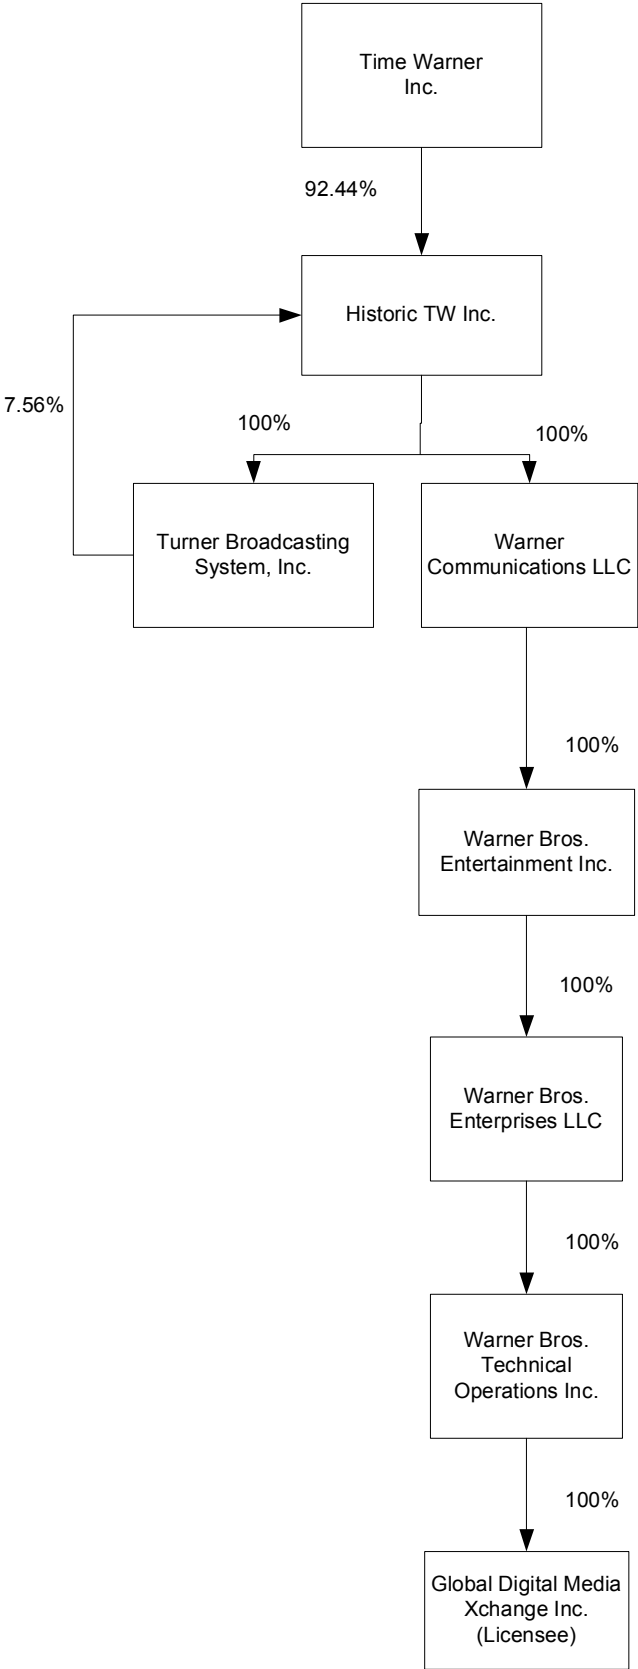 Time Warner
Inc.
92.44%
Historic TW Inc.
7.56%
100%
100%
Turner Broadcasting
System, Inc.
Warner
Communications LLC
100%
Warner Bros.
Entertainment Inc.
100%
Warner Bros.
Enterprises LLC
100%
Warner Bros.
Technical
Operations Inc.
100%
Global Digital Media
Xchange Inc.
(Licensee)